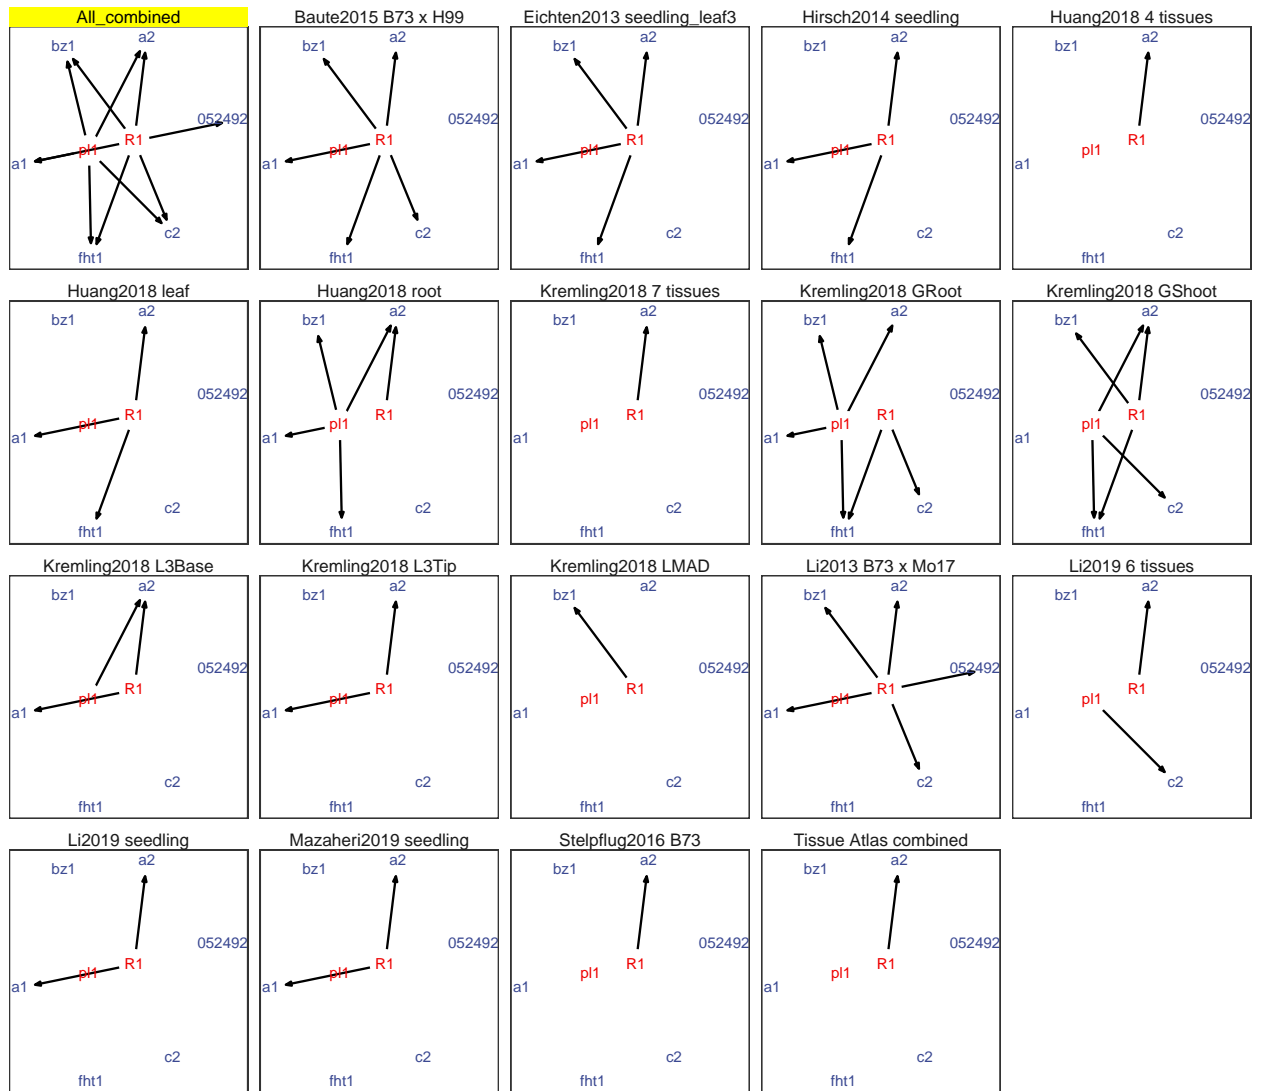 All_combined
Baute2015 B73 x H99
Eichten2013 seedling_leaf3
Hirsch2014 seedling
Huang2018 4 tissues
bz1 a2 052492 R1 pl1 a1 c2 fht1
bz1 a2 052492 R1 pl1 a1 c2 fht1
bz1 a2 052492 R1 pl1 a1 c2 fht1
bz1 a2 052492 R1 pl1 a1 c2 fht1
bz1 a2 052492 R1 pl1 a1 c2 fht1
Huang2018 leaf
Huang2018 root
Kremling2018 7 tissues
Kremling2018 GRoot
Kremling2018 GShoot
bz1 a2 052492 R1 pl1 a1 c2 fht1
bz1 a2 052492 R1 pl1 a1 c2 fht1
bz1 a2 052492 R1 pl1 a1 c2 fht1
bz1 a2 052492 R1 pl1 a1 c2 fht1
bz1 a2 052492 R1 pl1 a1 c2 fht1
Kremling2018 L3Base
Kremling2018 L3Tip
Kremling2018 LMAD
Li2013 B73 x Mo17
Li2019 6 tissues
bz1 a2 052492 R1 pl1 a1 c2 fht1
bz1 a2 052492 R1 pl1 a1 c2 fht1
bz1 a2 052492 R1 pl1 a1 c2 fht1
bz1 a2 052492 R1 pl1 a1 c2 fht1
bz1 a2 052492 R1 pl1 a1 c2 fht1
Li2019 seedling
Mazaheri2019 seedling
Stelpflug2016 B73
Tissue Atlas combined
bz1 a2 052492 R1 pl1 a1 c2 fht1
bz1 a2 052492 R1 pl1 a1 c2 fht1
bz1 a2 052492 R1 pl1 a1 c2 fht1
bz1 a2 052492 R1 pl1 a1 c2 fht1